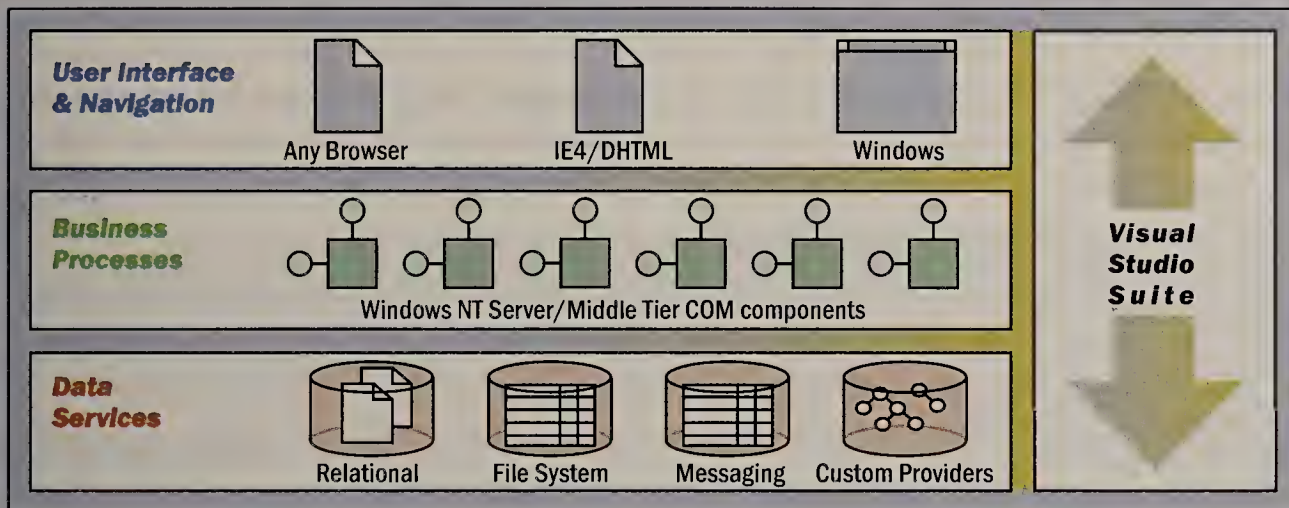 User Interface
& Navigation
Any Browser
IE4/DHTML
Windows
Business
Processes
Windows NT Server/Middle Tier COM components
Data
Services
Relational
File System
Messaging
Custom Providers
Visual
Studio
Suite